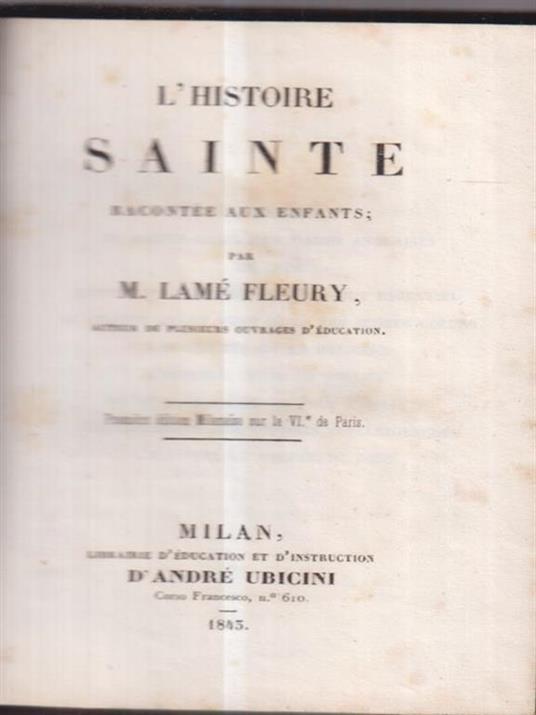 L'HISTOIRE
SAINTE
RACONTÉE AUX ENFANTS;
PAR
M. LAMÉ FLEURY,
AUTEUR DE PLUSIEURS OUVRAGES D'ÉDUCATION.
Première édition Milanaise sur le VI.e de Paris.
MILAN,
LIBRAIRIE D'ÉDUCATION ET D'INSTRUCTION
D'ANDRÉ UBICINI
Corso Francesco, n.o 610.
1843.